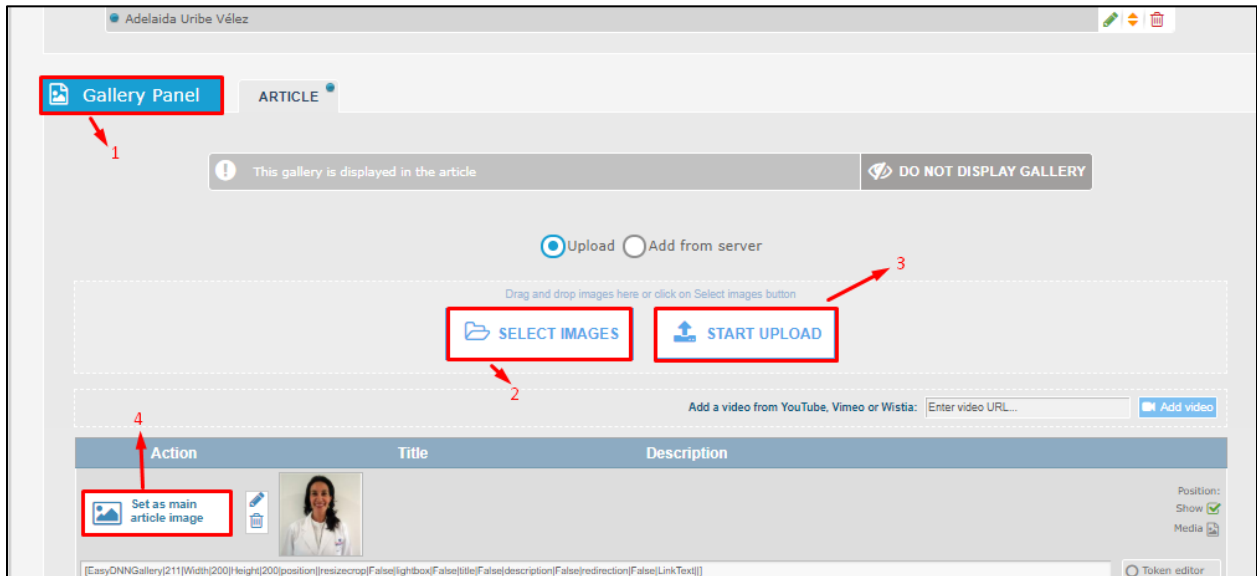 Adelaida Uribe Vélez
Gallery Panel
ARTICLE
1
This gallery is displayed in the article
DO NOT DISPLAY GALLERY
Upload
Add from server
3
Drag and drop images here or click on Select images button
SELECT IMAGES
START UPLOAD
2
Add a video from YouTube, Vimeo or Wistia:
Enter video URL...
Add video
4
Action
Title
Description
Set as main
article image
Position:
Show
Media
[EasyDNNGallery|211|Width|200|Height|200|position||resizecrop|False|lightbox|False|title|False|description|False|redirection|False|LinkText||]
Token editor